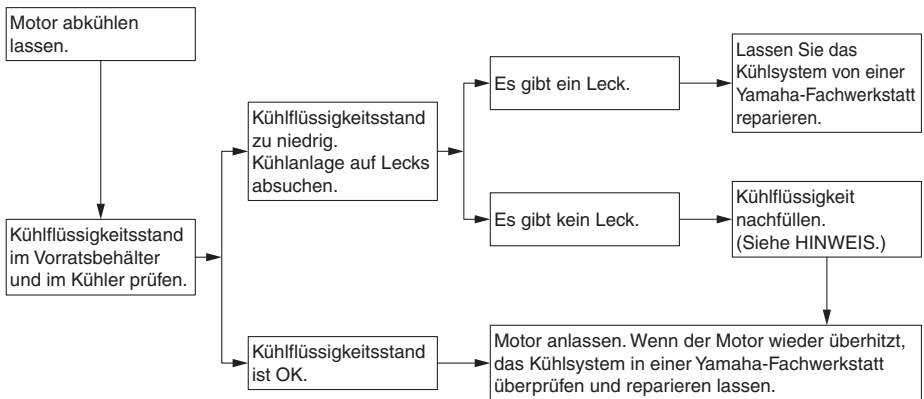 Motor abkühlen
lassen.
Kühlflüssigkeitsstand
im Vorratsbehälter
und im Kühler prüfen.
Kühlflüssigkeitsstand
zu niedrig.
Kühlanlage auf Lecks
absuchen.
Es gibt ein Leck.
Lassen Sie das
Kühlsystem von einer
Yamaha-Fachwerkstatt
reparieren.
Es gibt kein Leck.
Kühlflüssigkeit
nachfüllen.
(Siehe HINWEIS.)
Kühlflüssigkeitsstand
ist OK.
Motor anlassen. Wenn der Motor wieder überhitzt,
das Kühlsystem in einer Yamaha-Fachwerkstatt
überprüfen und reparieren lassen.